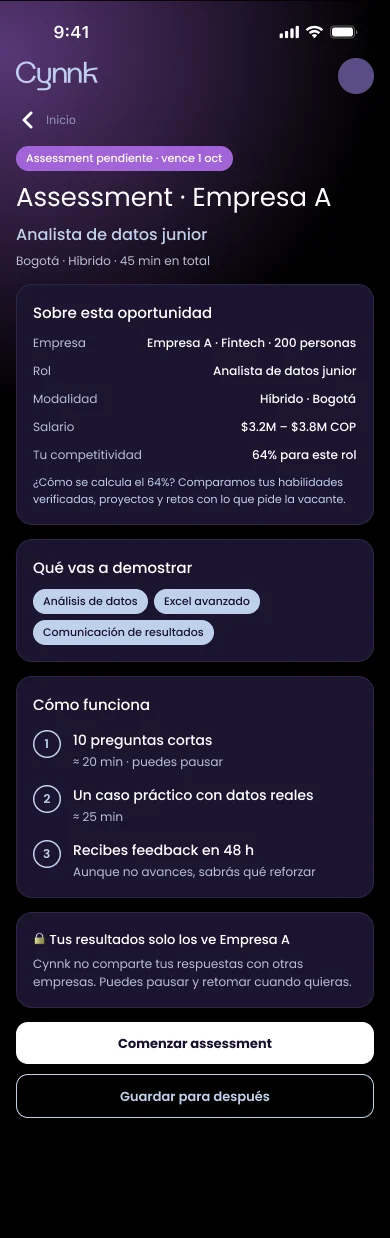 9:41
Cynnk
Inicio
Assessment pendiente · vence 1 oct
Assessment · Empresa A
Analista de datos junior
Bogotá · Híbrido · 45 min en total
Sobre esta oportunidad
Empresa Empresa A · Fintech · 200 personas
Rol Analista de datos junior
Modalidad Híbrido · Bogotá
Salario $3.2M – $3.8M COP
Tu competitividad 64% para este rol
¿Cómo se calcula el 64%? Comparamos tus habilidades
verificadas, proyectos y retos con lo que pide la vacante.
Qué vas a demostrar
Análisis de datos Excel avanzado
Comunicación de resultados
Cómo funciona
1 10 preguntas cortas
≈ 20 min · puedes pausar
2 Un caso práctico con datos reales
≈ 25 min
3 Recibes feedback en 48 h
Aunque no avances, sabrás qué reforzar
🔒 Tus resultados solo los ve Empresa A
Cynnk no comparte tus respuestas con otras
empresas. Puedes pausar y retomar cuando quieras.
Comenzar assessment
Guardar para después